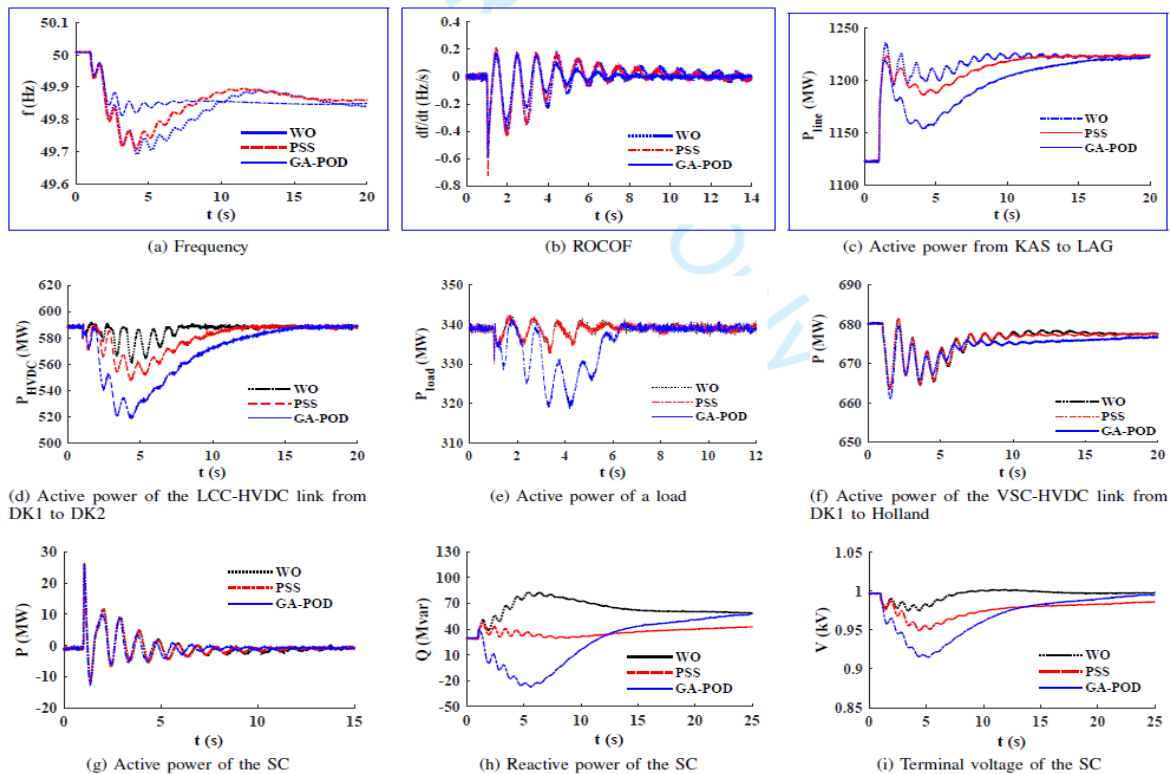 50.1
50
49.9
49.8
49.7
49.6
f (Hz)
WO
PSS
GA-POD
0 5 10 15 20
t (s)
(a) Frequency
0.4
0.2
0
-0.2
-0.4
-0.6
-0.8
df/dt (Hz/s)
WO
PSS
GA-POD
0 2 4 6 8 10 12 14
t (s)
(b) ROCOF
1250
1200
1150
1100
P_line (MW)
WO
PSS
GA-POD
0 5 10 15 20
t (s)
(c) Active power from KAS to LAG
620
600
580
560
540
520
500
P_HVDC (MW)
WO
PSS
GA-POD
0 5 10 15 20
t (s)
(d) Active power of the LCC-HVDC link from
DK1 to DK2
350
340
330
320
310
P_load (MW)
WO
PSS
GA-POD
0 2 4 6 8 10 12
t (s)
(e) Active power of a load
690
680
670
660
650
P (MW)
WO
PSS
GA-POD
0 5 10 15 20
t (s)
(f) Active power of the VSC-HVDC link from
DK1 to Holland
30
20
10
0
-10
-20
P (MW)
WO
PSS
GA-POD
0 5 10 15
t (s)
(g) Active power of the SC
110
70
30
10
-20
-50
Q (Mvar)
WO
PSS
GA-POD
0 5 10 15 20 25
t (s)
(h) Reactive power of the SC
1.05
1
0.95
0.9
0.85
V (kV)
WO
PSS
GA-POD
0 5 10 15 20 25
t (s)
(i) Terminal voltage of the SC